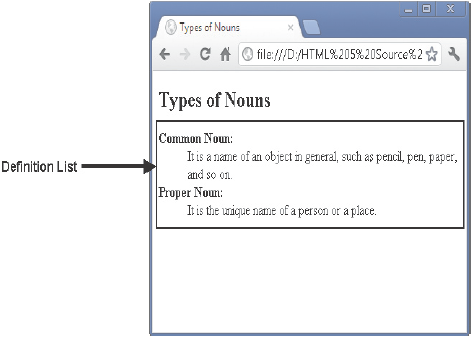 Types of Nouns
file:///D:/HTML%205%20Source%2
Types of Nouns
Common Noun:
It is a name of an object in general, such as pencil, pen, paper,
and so on.
Definition List
Proper Noun:
It is the unique name of a person or a place.